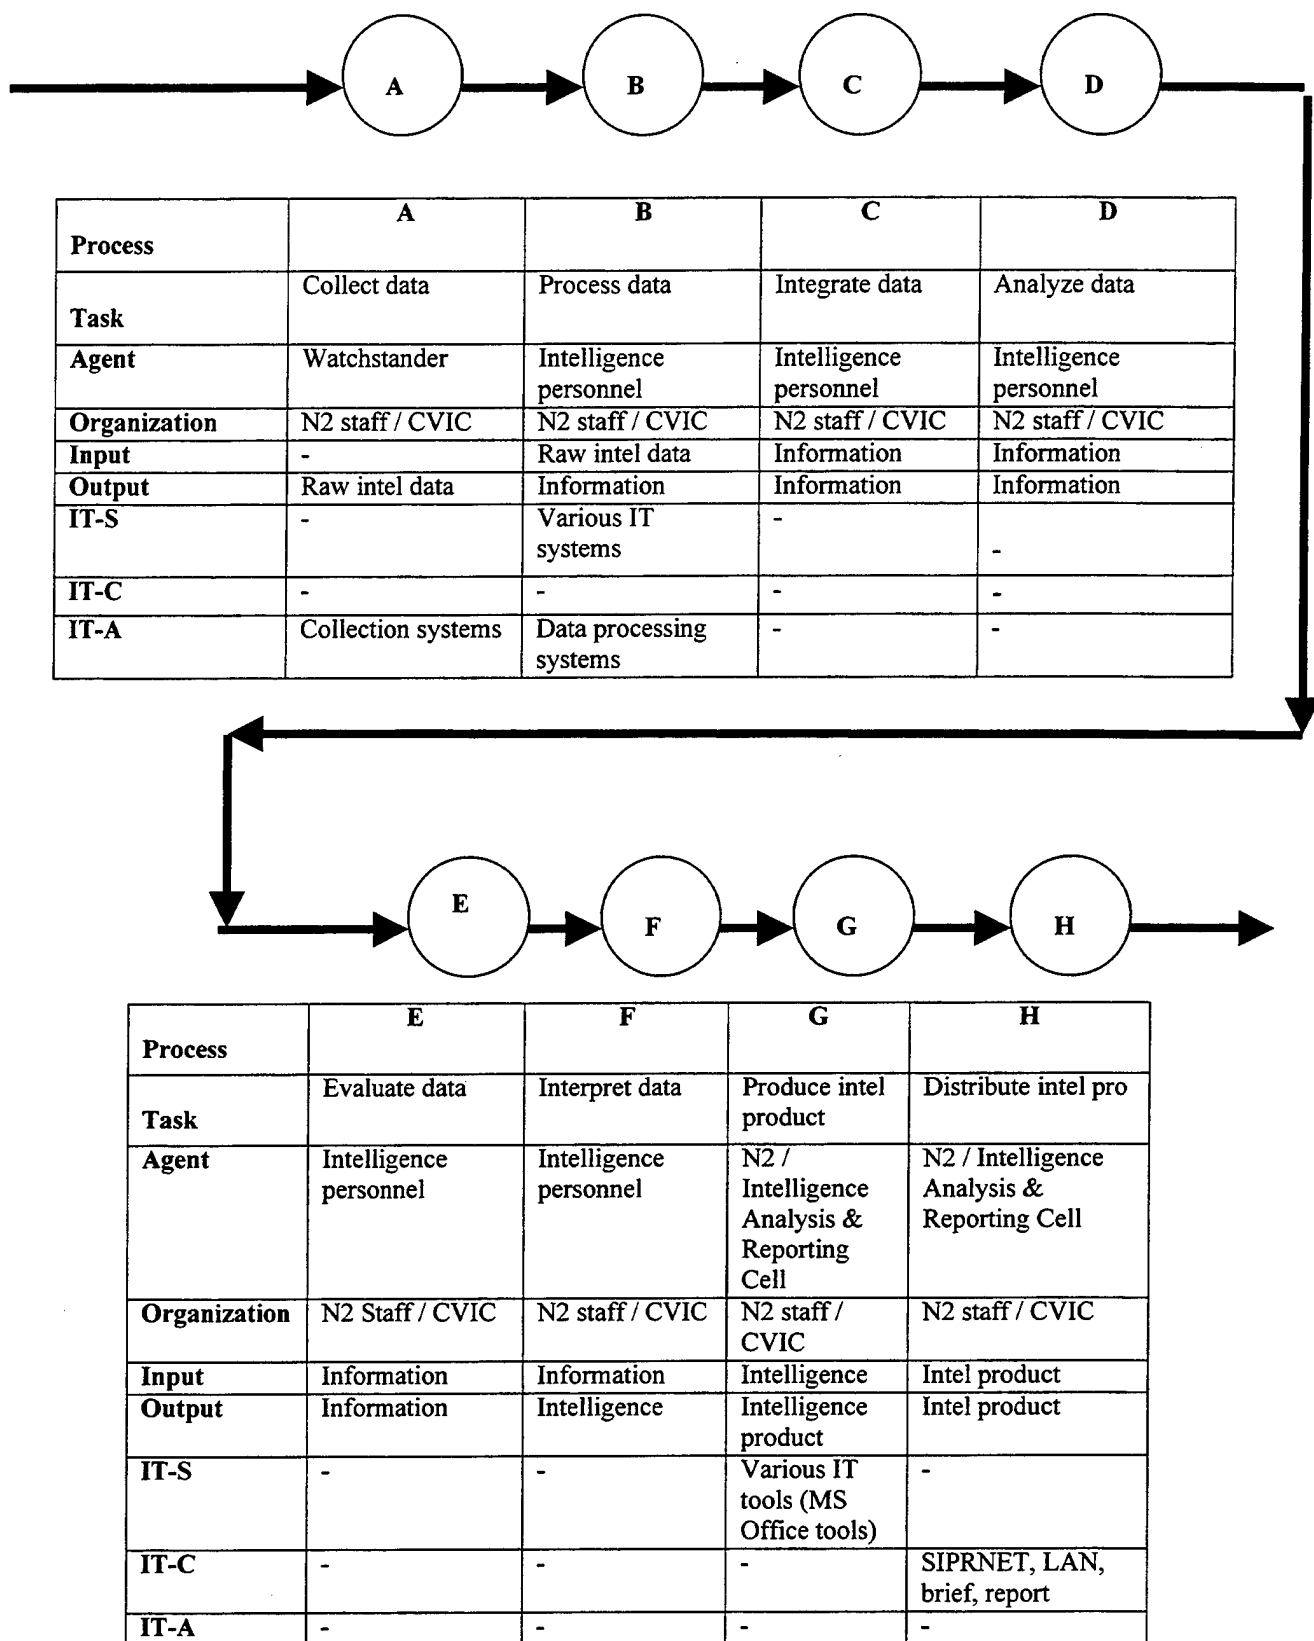 A B C D
Process A B C D
Task Collect data Process data Integrate data Analyze data
Agent Watchstander Intelligence personnel Intelligence personnel Intelligence personnel
Organization N2 staff / CVIC N2 staff / CVIC N2 staff / CVIC N2 staff / CVIC
Input - Raw intel data Information Information
Output Raw intel data Information Information Information
IT-S - Various IT systems - -
IT-C - - - -
IT-A Collection systems Data processing systems - -
E F G H
Process E F G H
Task Evaluate data Interpret data Produce intel product Distribute intel pro
Agent Intelligence personnel Intelligence personnel N2 / Intelligence Analysis & Reporting Cell N2 / Intelligence Analysis & Reporting Cell
Organization N2 Staff / CVIC N2 staff / CVIC N2 staff / CVIC N2 staff / CVIC
Input Information Information Intelligence Intel product
Output Information Intelligence Intelligence product Intel product
IT-S - - Various IT tools (MS Office tools) -
IT-C - - - SIPRNET, LAN, brief, report
IT-A - - - -